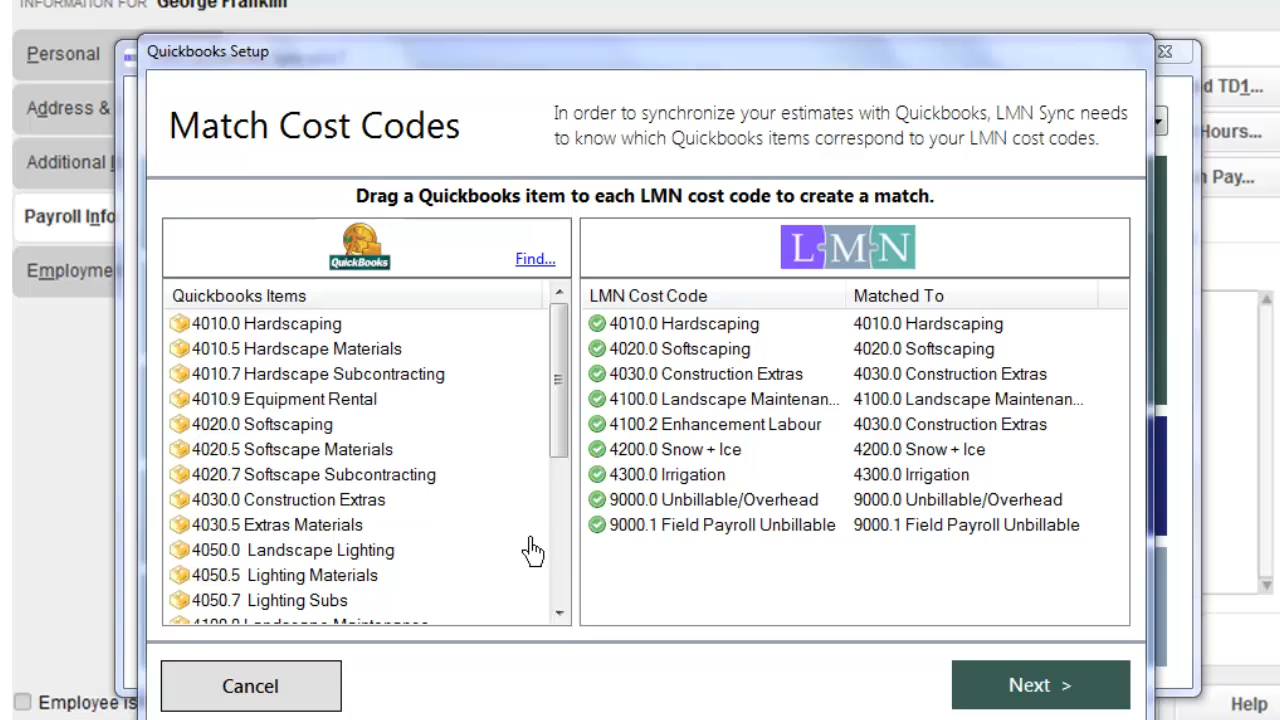 INFORMATION FOR George Franklin
Personal
Address &
Additional I
Payroll Info
Employme
Employee is
d TD1...
Hours...
n Pay...
Help
Quickbooks Setup
Match Cost Codes
In order to synchronize your estimates with Quickbooks, LMN Sync needs
to know which Quickbooks items correspond to your LMN cost codes.
Drag a Quickbooks item to each LMN cost code to create a match.
QuickBooks
Find...
LMN
Quickbooks Items
4010.0 Hardscaping
4010.5 Hardscape Materials
4010.7 Hardscape Subcontracting
4010.9 Equipment Rental
4020.0 Softscaping
4020.5 Softscape Materials
4020.7 Softscape Subcontracting
4030.0 Construction Extras
4030.5 Extras Materials
4050.0 Landscape Lighting
4050.5 Lighting Materials
4050.7 Lighting Subs
4100.0 Landscape Maintenance
LMN Cost Code Matched To
4010.0 Hardscaping 4010.0 Hardscaping
4020.0 Softscaping 4020.0 Softscaping
4030.0 Construction Extras 4030.0 Construction Extras
4100.0 Landscape Maintenan... 4100.0 Landscape Maintenan...
4100.2 Enhancement Labour 4030.0 Construction Extras
4200.0 Snow + Ice 4200.0 Snow + Ice
4300.0 Irrigation 4300.0 Irrigation
9000.0 Unbillable/Overhead 9000.0 Unbillable/Overhead
9000.1 Field Payroll Unbillable 9000.1 Field Payroll Unbillable
Cancel
Next >